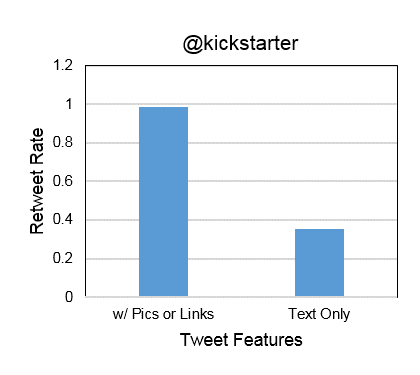 @kickstarter
1.2
1
0.8
0.6
0.4
0.2
0
Retweet Rate
w/ Pics or Links
Text Only
Tweet Features